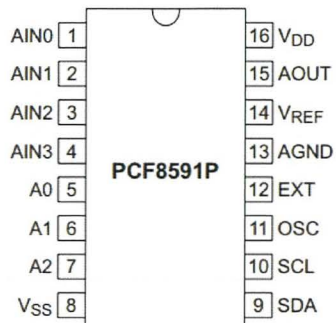 AIN0 1 16 VDD
AIN1 2 15 AOUT
AIN2 3 14 VREF
AIN3 4 13 AGND
PCF8591P
A0 5 12 EXT
A1 6 11 OSC
A2 7 10 SCL
VSS 8 9 SDA